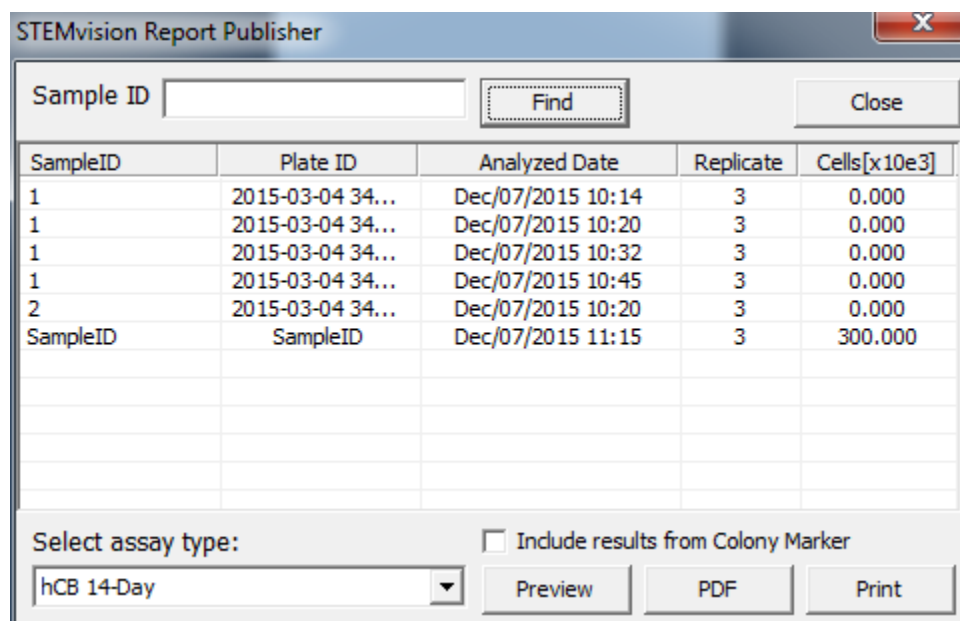 STEMvision Report Publisher
Sample ID Find Close
SampleID Plate ID Analyzed Date Replicate Cells[x10e3]
1 2015-03-04 34... Dec/07/2015 10:14 3 0.000
1 2015-03-04 34... Dec/07/2015 10:20 3 0.000
1 2015-03-04 34... Dec/07/2015 10:32 3 0.000
1 2015-03-04 34... Dec/07/2015 10:45 3 0.000
2 2015-03-04 34... Dec/07/2015 10:20 3 0.000
SampleID SampleID Dec/07/2015 11:15 3 300.000
Select assay type: Include results from Colony Marker
hCB 14-Day Preview PDF Print